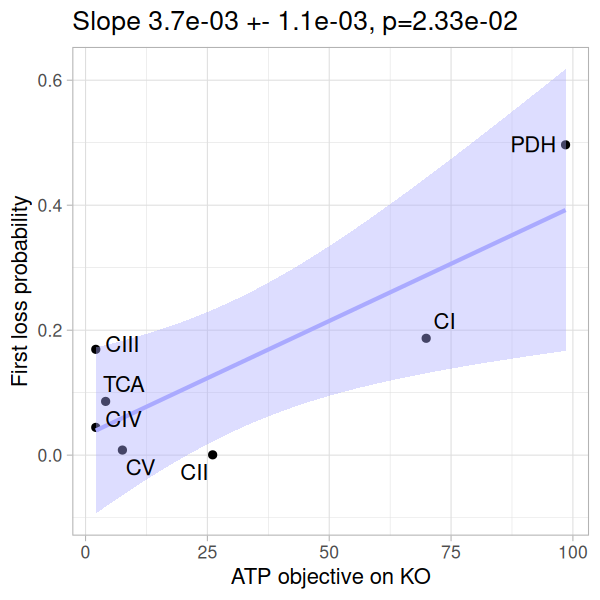 Slope 3.7e-03 +- 1.1e-03, p=2.33e-02
First loss probability
0.6
0.4
0.2
0.0
PDH
CI
CIII
TCA
CIV
CV
CII
0
25
50
75
100
ATP objective on KO